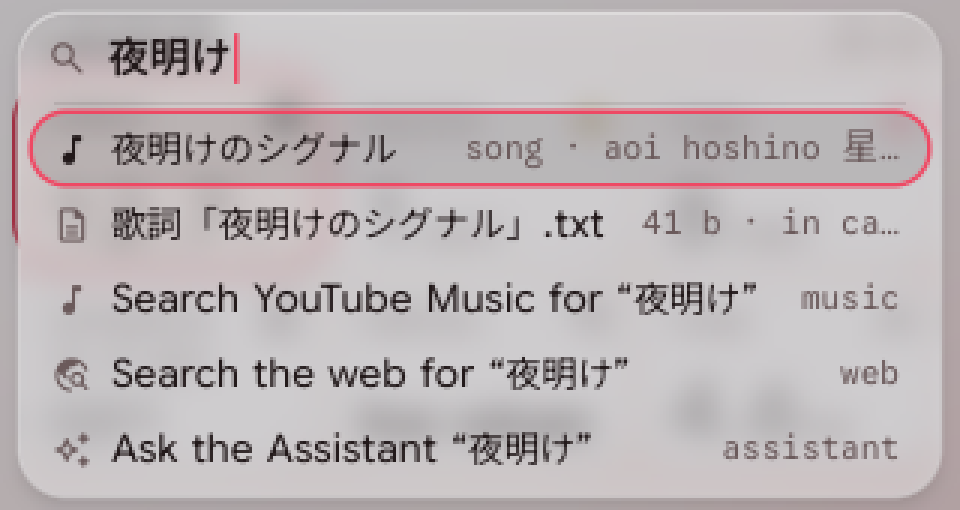 夜明け
夜明けのシグナル song · aoi hoshino 星…
歌詞「夜明けのシグナル」.txt 41 b · in ca…
Search YouTube Music for “夜明け” music
Search the web for “夜明け” web
Ask the Assistant “夜明け” assistant